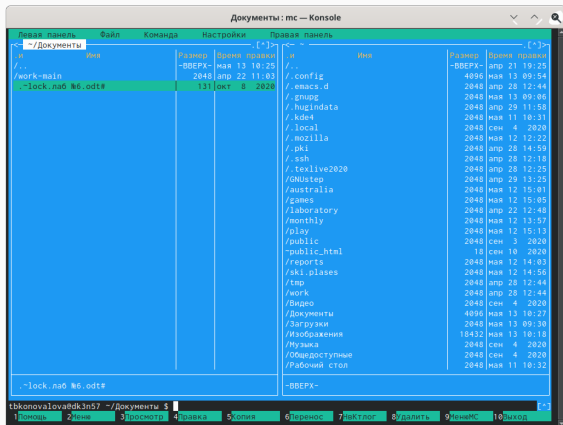 Документы : mc — Konsole
Левая панель Файл Команда Настройки Правая панель
<— ~/Документы .[^]> <— ~ .[^]>
.и Имя Размер Время правки .и Имя Размер Время правки
/.. -ВВЕРХ- мая 13 10:25 /.. -ВВЕРХ- апр 21 19:25
/work-main 2048 апр 22 11:03 /.config 4096 мая 13 09:54
.~lock.лаб №6.odt# 131 окт 8 2020 /.emacs.d 2048 апр 28 12:44
/.gnupg 2048 мая 13 09:06
/.hugindata 2048 апр 29 11:58
/.kde4 2048 мая 11 10:31
/.local 2048 сен 4 2020
/.mozilla 2048 мая 12 12:22
/.pki 2048 апр 28 14:59
/.ssh 2048 апр 28 12:18
/.texlive2020 2048 апр 28 12:25
/GNUstep 2048 апр 29 13:25
/australia 2048 мая 12 15:01
/games 2048 мая 12 15:05
/laboratory 2048 апр 22 12:48
/monthly 2048 мая 12 13:57
/play 2048 мая 12 15:13
/public 2048 сен 3 2020
~public_html 18 сен 10 2020
/reports 2048 мая 12 14:03
/ski.plases 2048 мая 12 14:56
/tmp 2048 апр 28 12:44
/work 2048 апр 28 12:44
/Видео 2048 сен 4 2020
/Документы 4096 мая 13 10:27
/Загрузки 2048 мая 13 09:30
/Изображения 18432 мая 13 10:18
/Музыка 2048 сен 4 2020
/Общедоступные 2048 сен 4 2020
/Рабочий стол 2048 мая 11 10:32
.~lock.лаб №6.odt# -ВВЕРХ-
tbkonovalova@dk3n57 ~/Документы $ [^]
1Помощь 2Меню 3Просмотр 4Правка 5Копия 6Перенос 7НвКтлог 8Удалить 9МенюMC 10Выход